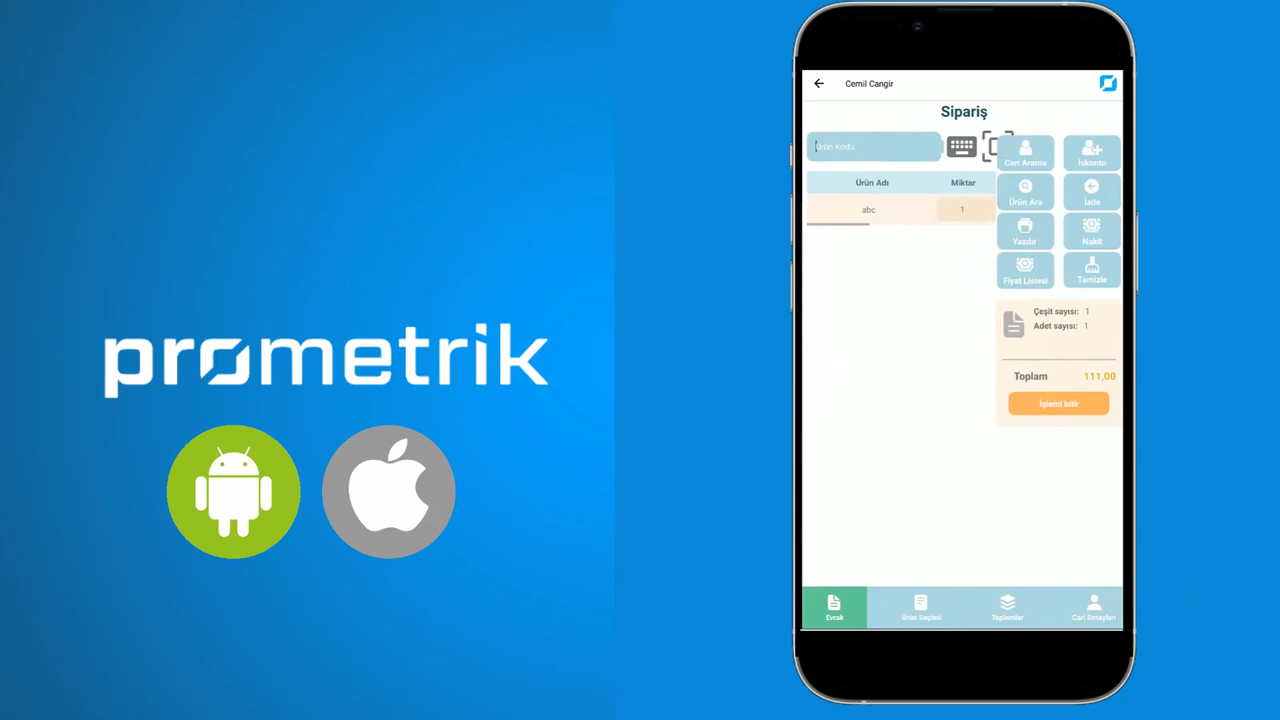 prometrik
Cemil Cangir
Sipariş
Ürün Kodu
Cari Arama
İskonto
Ürün Adı
Miktar
Ürün Ara
İade
abc
1
Yazdır
Nakil
Fiyat Listesi
Temizle
Çeşit sayısı: 1
Adet sayısı: 1
Toplam 111,00
İşlemi bitir
Evrak
Ürün Seçimi
Toplamlar
Cari Detayları